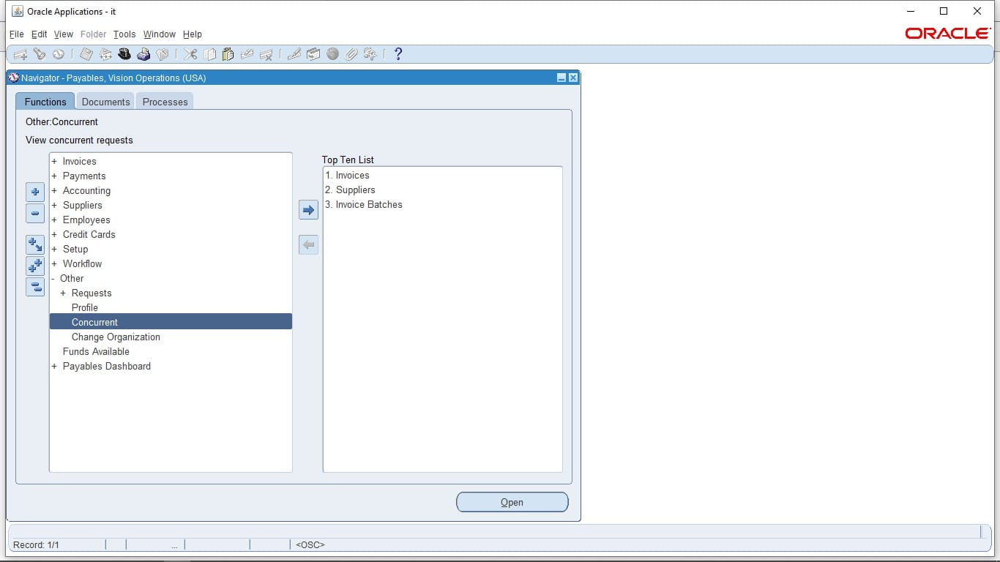 Oracle Applications - it
File Edit View Folder Tools Window Help
ORACLE
?
Navigator - Payables, Vision Operations (USA)
Functions Documents Processes
Other:Concurrent
View concurrent requests
+ Invoices
+ Payments
+ Accounting
+ Suppliers
+ Employees
+ Credit Cards
+ Setup
+ Workflow
- Other
+ Requests
Profile
Concurrent
Change Organization
Funds Available
+ Payables Dashboard
Top Ten List
1. Invoices
2. Suppliers
3. Invoice Batches
Open
Record: 1/1 ... <OSC>